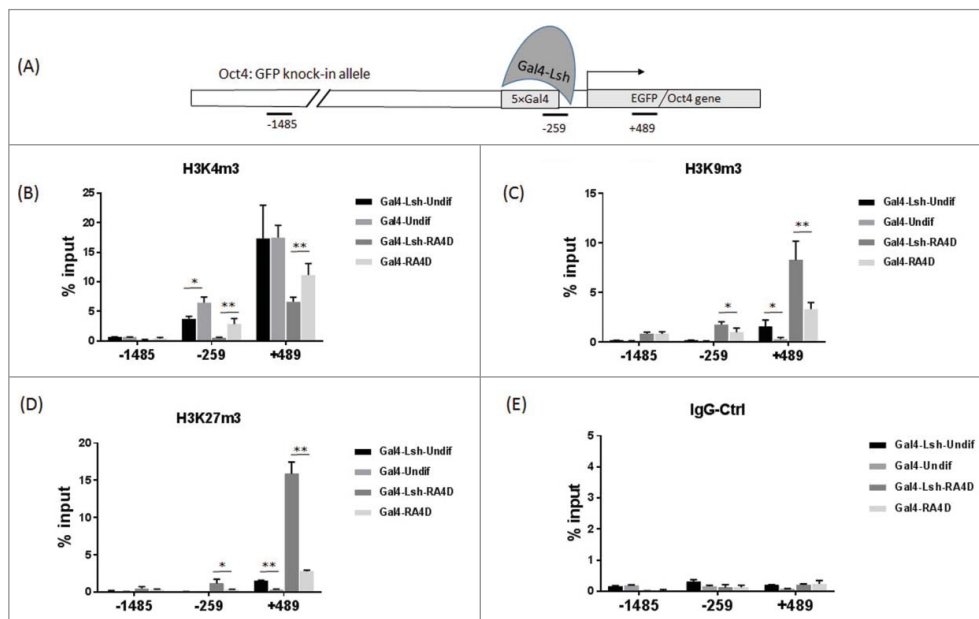 (A)
Oct4: GFP knock-in allele
Gal4-Lsh
5×Gal4
EGFP/Oct4 gene
-1485
-259
+489
(B)
H3K4m3
% input
25
20
15
10
5
0
* ** **
-1485 -259 +489
Gal4-Lsh-Undif
Gal4-Undif
Gal4-Lsh-RA4D
Gal4-RA4D
(C)
H3K9m3
% input
15
10
5
0
* * **
-1485 -259 +489
Gal4-Lsh-Undif
Gal4-Undif
Gal4-Lsh-RA4D
Gal4-RA4D
(D)
H3K27m3
% input
20
15
10
5
0
* ** **
-1485 -259 +489
Gal4-Lsh-Undif
Gal4-Undif
Gal4-Lsh-RA4D
Gal4-RA4D
(E)
IgG-Ctrl
% input
5
4
3
2
1
0
-1485 -259 +489
Gal4-Lsh-Undif
Gal4-Undif
Gal4-Lsh-RA4D
Gal4-RA4D